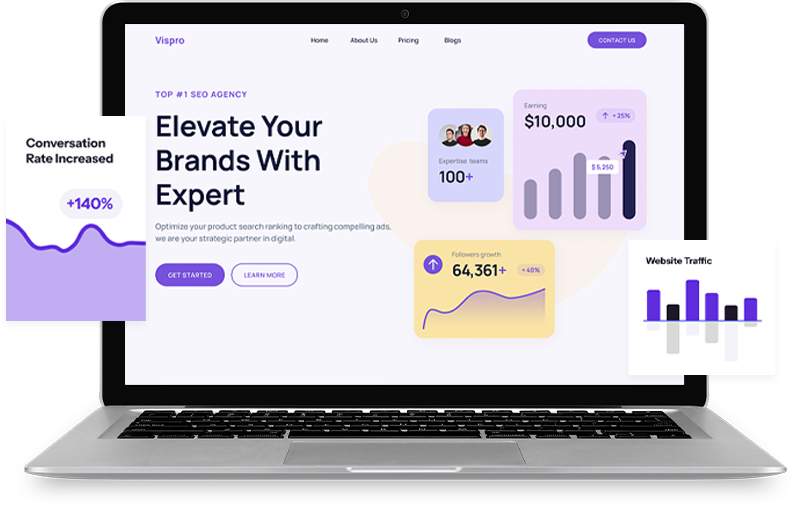 Vispro
Home
About Us
Pricing
Blogs
CONTACT US
TOP #1 SEO AGENCY
Elevate Your
Brands With
Expert
Optimize your product search ranking to crafting compelling ads,
we are your strategic partner in digital.
GET STARTED
LEARN MORE
Expertise teams
100+
Earning
$10,000
+ 25%
$ 5,250
Followers growth
64,361+
+ 40%
Conversation
Rate Increased
+140%
Website Traffic